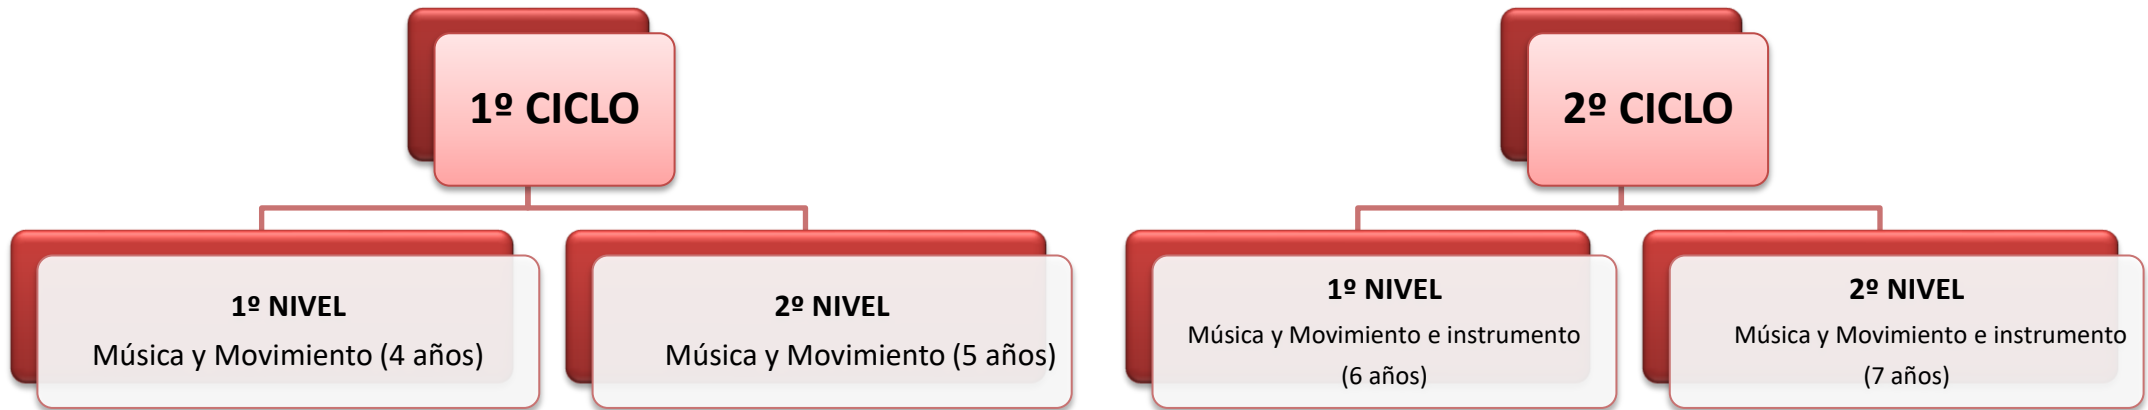 1º CICLO
1º NIVEL
Música y Movimiento (4 años)
2º NIVEL
Música y Movimiento (5 años)
2º CICLO
1º NIVEL
Música y Movimiento e instrumento
(6 años)
2º NIVEL
Música y Movimiento e instrumento
(7 años)